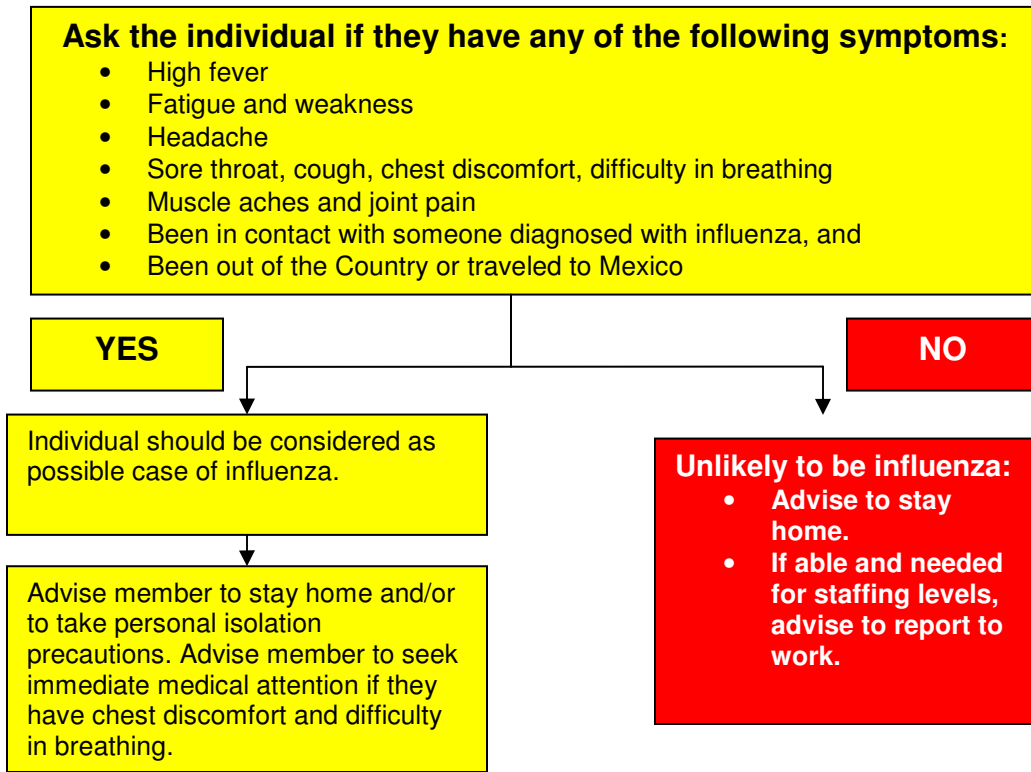 Ask the individual if they have any of the following symptoms:
• High fever
• Fatigue and weakness
• Headache
• Sore throat, cough, chest discomfort, difficulty in breathing
• Muscle aches and joint pain
• Been in contact with someone diagnosed with influenza, and
• Been out of the Country or traveled to Mexico
YES
NO
Individual should be considered as
possible case of influenza.
Unlikely to be influenza:
• Advise to stay
home.
• If able and needed
for staffing levels,
advise to report to
work.
Advise member to stay home and/or
to take personal isolation
precautions. Advise member to seek
immediate medical attention if they
have chest discomfort and difficulty
in breathing.